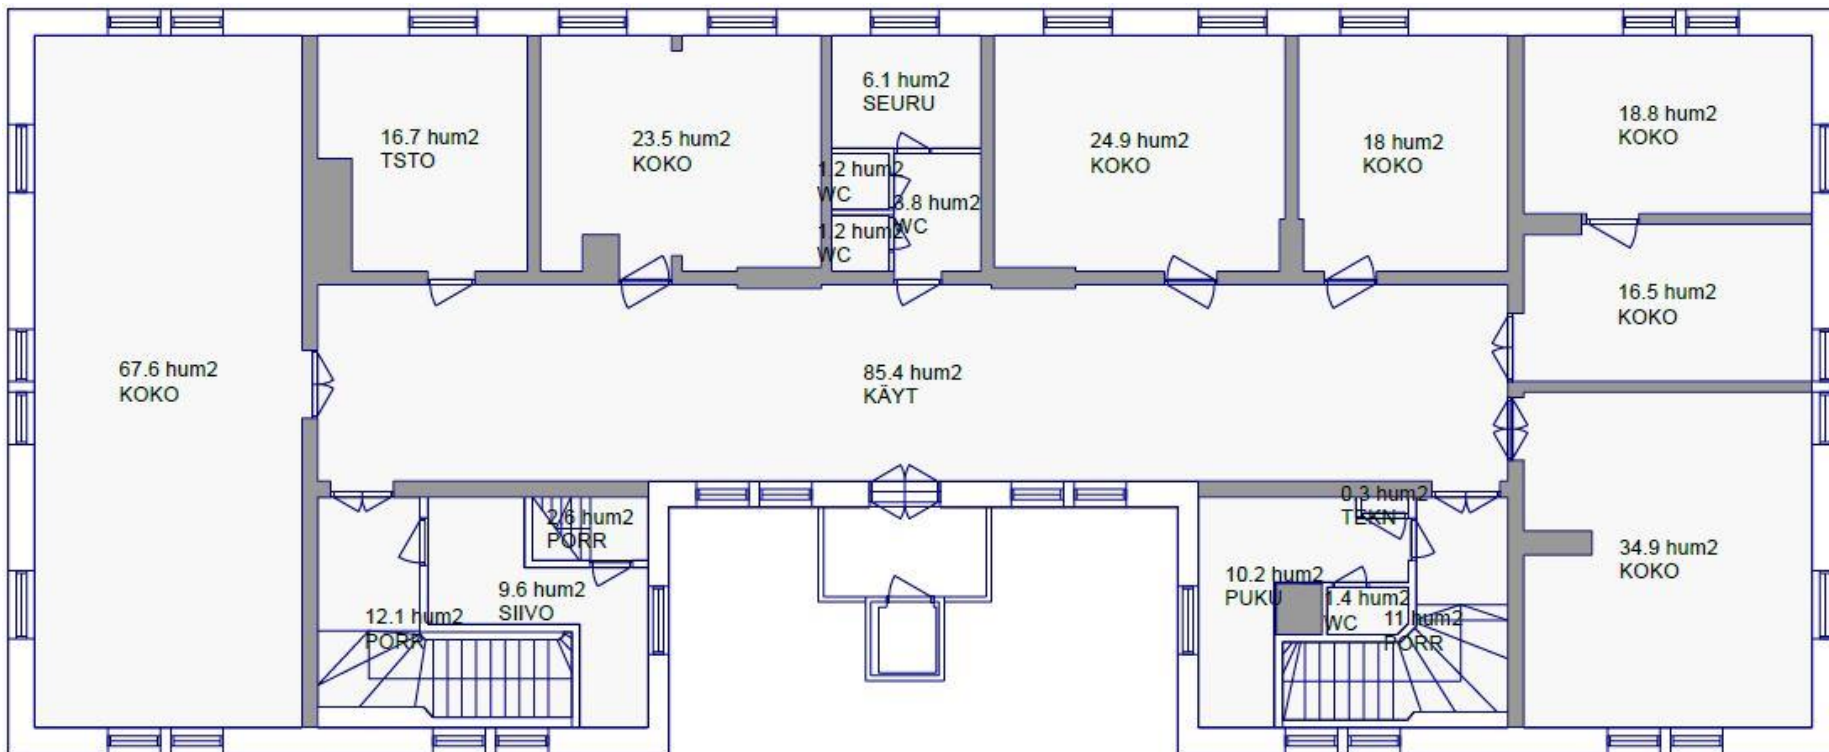 6.1 hum2
SEURU
16.7 hum2
TSTO
23.5 hum2
KOKO
24.9 hum2
KOKO
18 hum2
KOKO
18.8 hum2
KOKO
1.2 hum2
WC
3.8 hum2
WC
1.2 hum2
WC
16.5 hum2
KOKO
67.6 hum2
KOKO
85.4 hum2
KÄYT
2.6 hum2
PORR
0.3 hum2
TEKN
34.9 hum2
KOKO
9.6 hum2
SIIVO
10.2 hum2
PUKU
12.1 hum2
PORR
1.4 hum2
WC
11 hum2
PORR